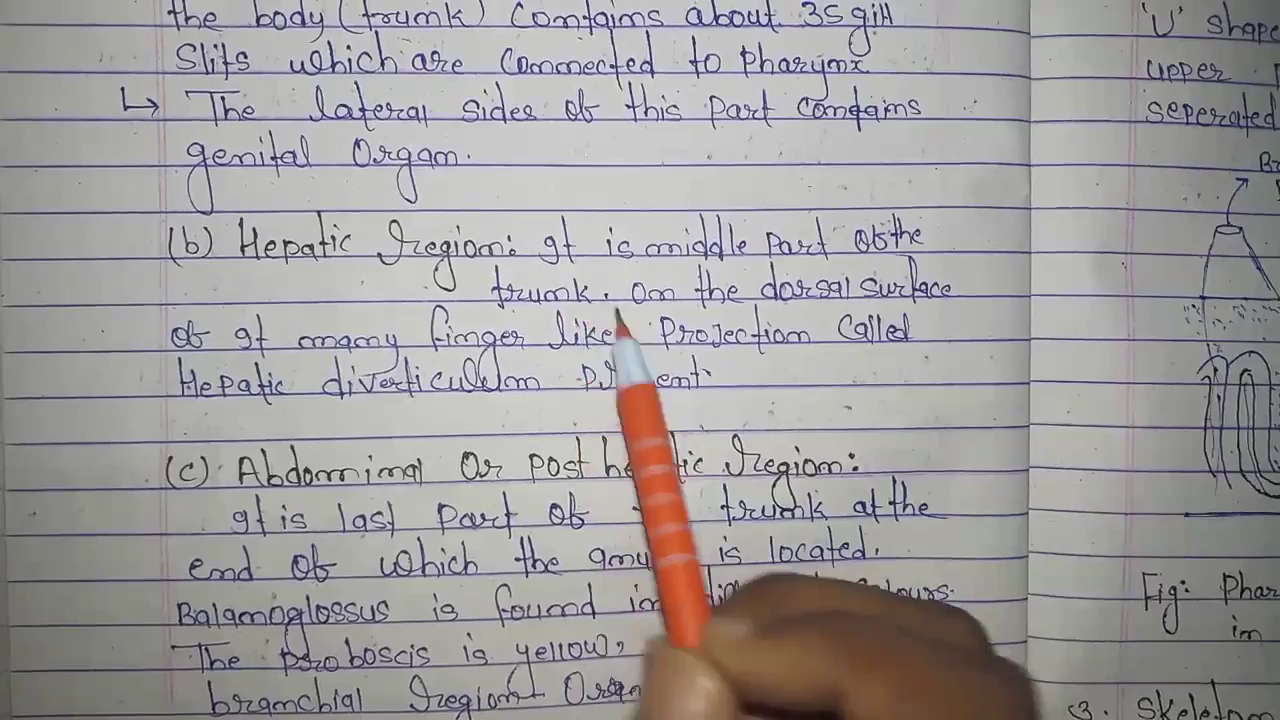 the body (trunk) contains about 35 gill
Slits which are connected to Pharynx
↳ The lateral sides of this part contains
genital Organ.
(b) Hepatic region: It is middle part of the
trunk. On the dorsal surface
of It many finger like Projection called
Hepatic diverticulum ent.
(c) Abdominal Or post region:
It is last part of trunk at the
end of which the is located.
Balanoglossus is found in
The proboscis is yellow,
branchial region
'U' shape
upper
seperated
Fig: Phar
in
3. Skeleton